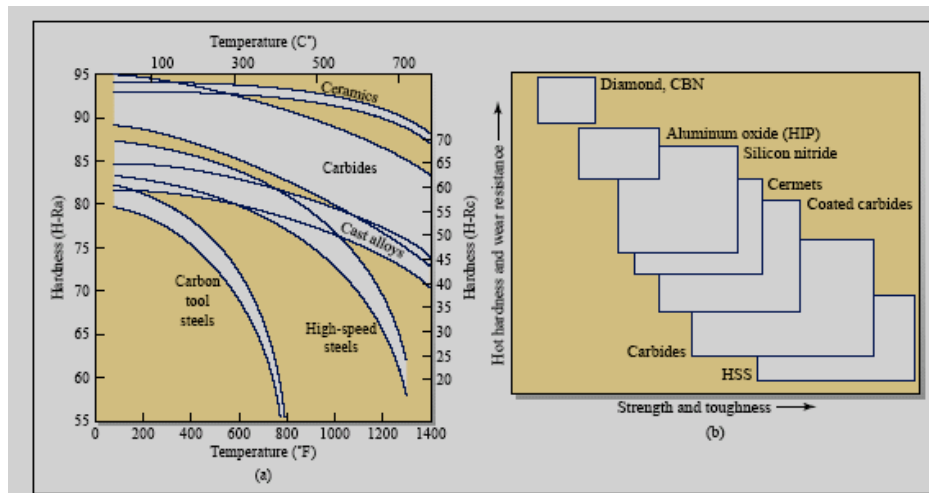 Temperature (C°)
100 300 400 500 700
95
90
85
80
75
70
65
60
55
Hardness (H-Ra)
Ceramics
Carbides
Cast alloys
Carbon
tool
steels
High-speed
steels
70
65
60
55
50
45
40
35
30
25
20
Hardness (H-Rc)
0 200 400 600 800 1000 1200 1400
Temperature (°F)
(a)
Hot hardness and wear resistance
Diamond, CBN
Aluminum oxide (HIP)
Silicon nitride
Cermets
Coated carbides
Carbides
HSS
Strength and toughness
(b)